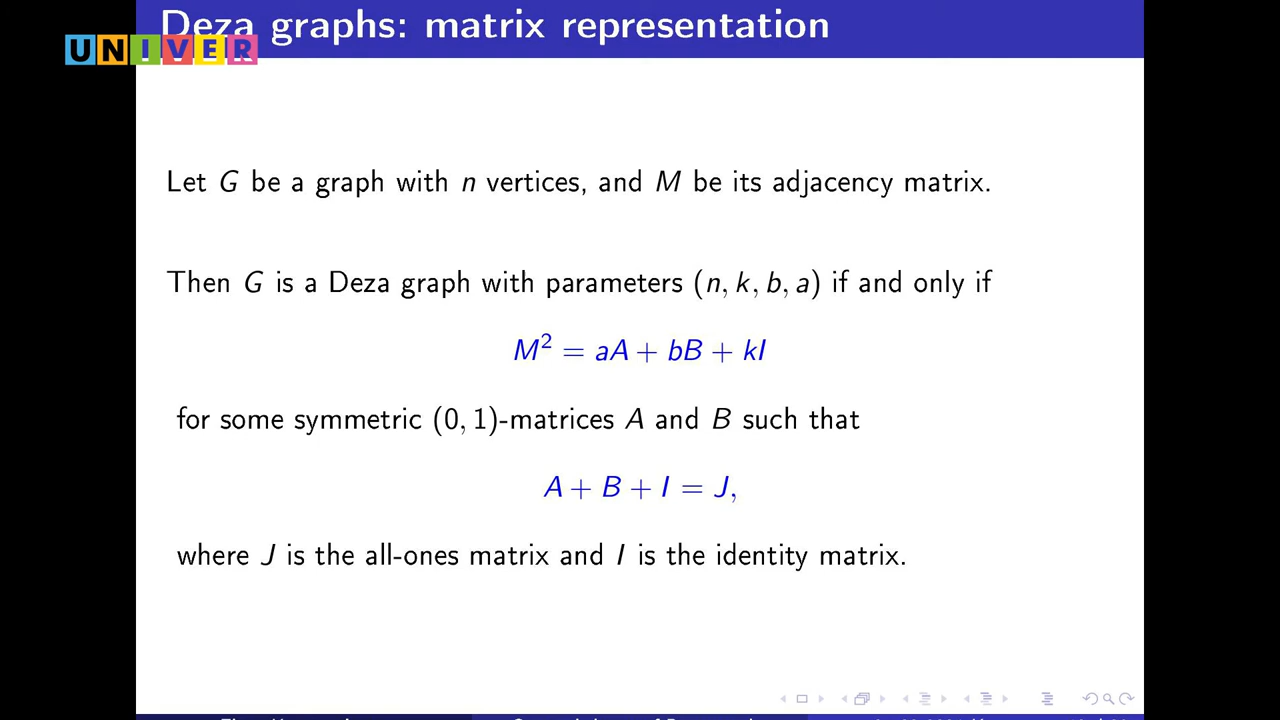 Deza graphs: matrix representation
UNIVER
Let G be a graph with n vertices, and M be its adjacency matrix.
Then G is a Deza graph with parameters (n, k, b, a) if and only if
M² = aA + bB + kI
for some symmetric (0, 1)-matrices A and B such that
A + B + I = J,
where J is the all-ones matrix and I is the identity matrix.